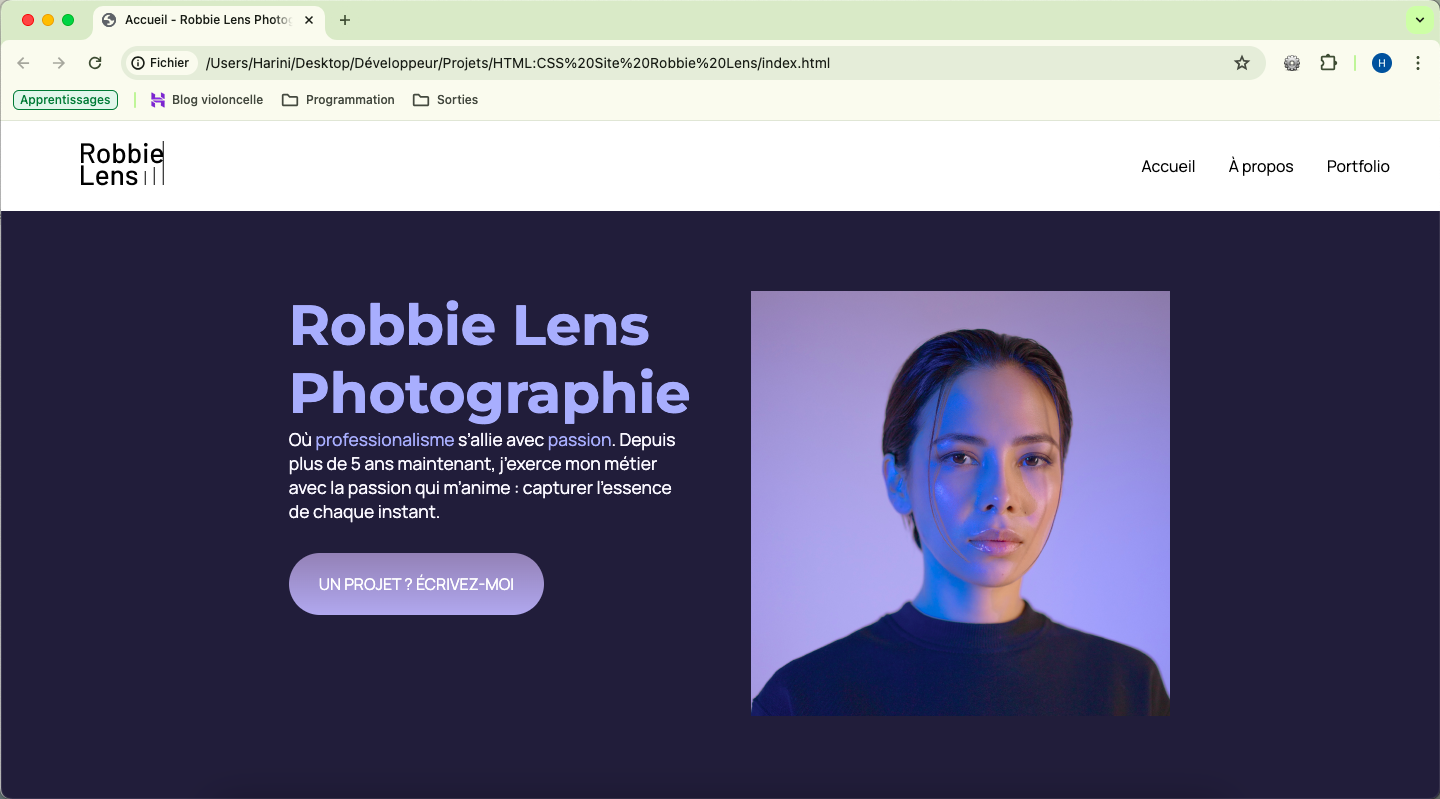 Accueil - Robbie Lens Photog
Fichier
/Users/Harini/Desktop/Développeur/Projets/HTML:CSS%20Site%20Robbie%20Lens/index.html
H
Apprentissages
Blog violoncelle
Programmation
Sorties
Robbie
Lens
Accueil
À propos
Portfolio
Robbie Lens
Photographie
Où professionalisme s'allie avec passion. Depuis
plus de 5 ans maintenant, j'exerce mon métier
avec la passion qui m'anime : capturer l'essence
de chaque instant.
UN PROJET ? ÉCRIVEZ-MOI